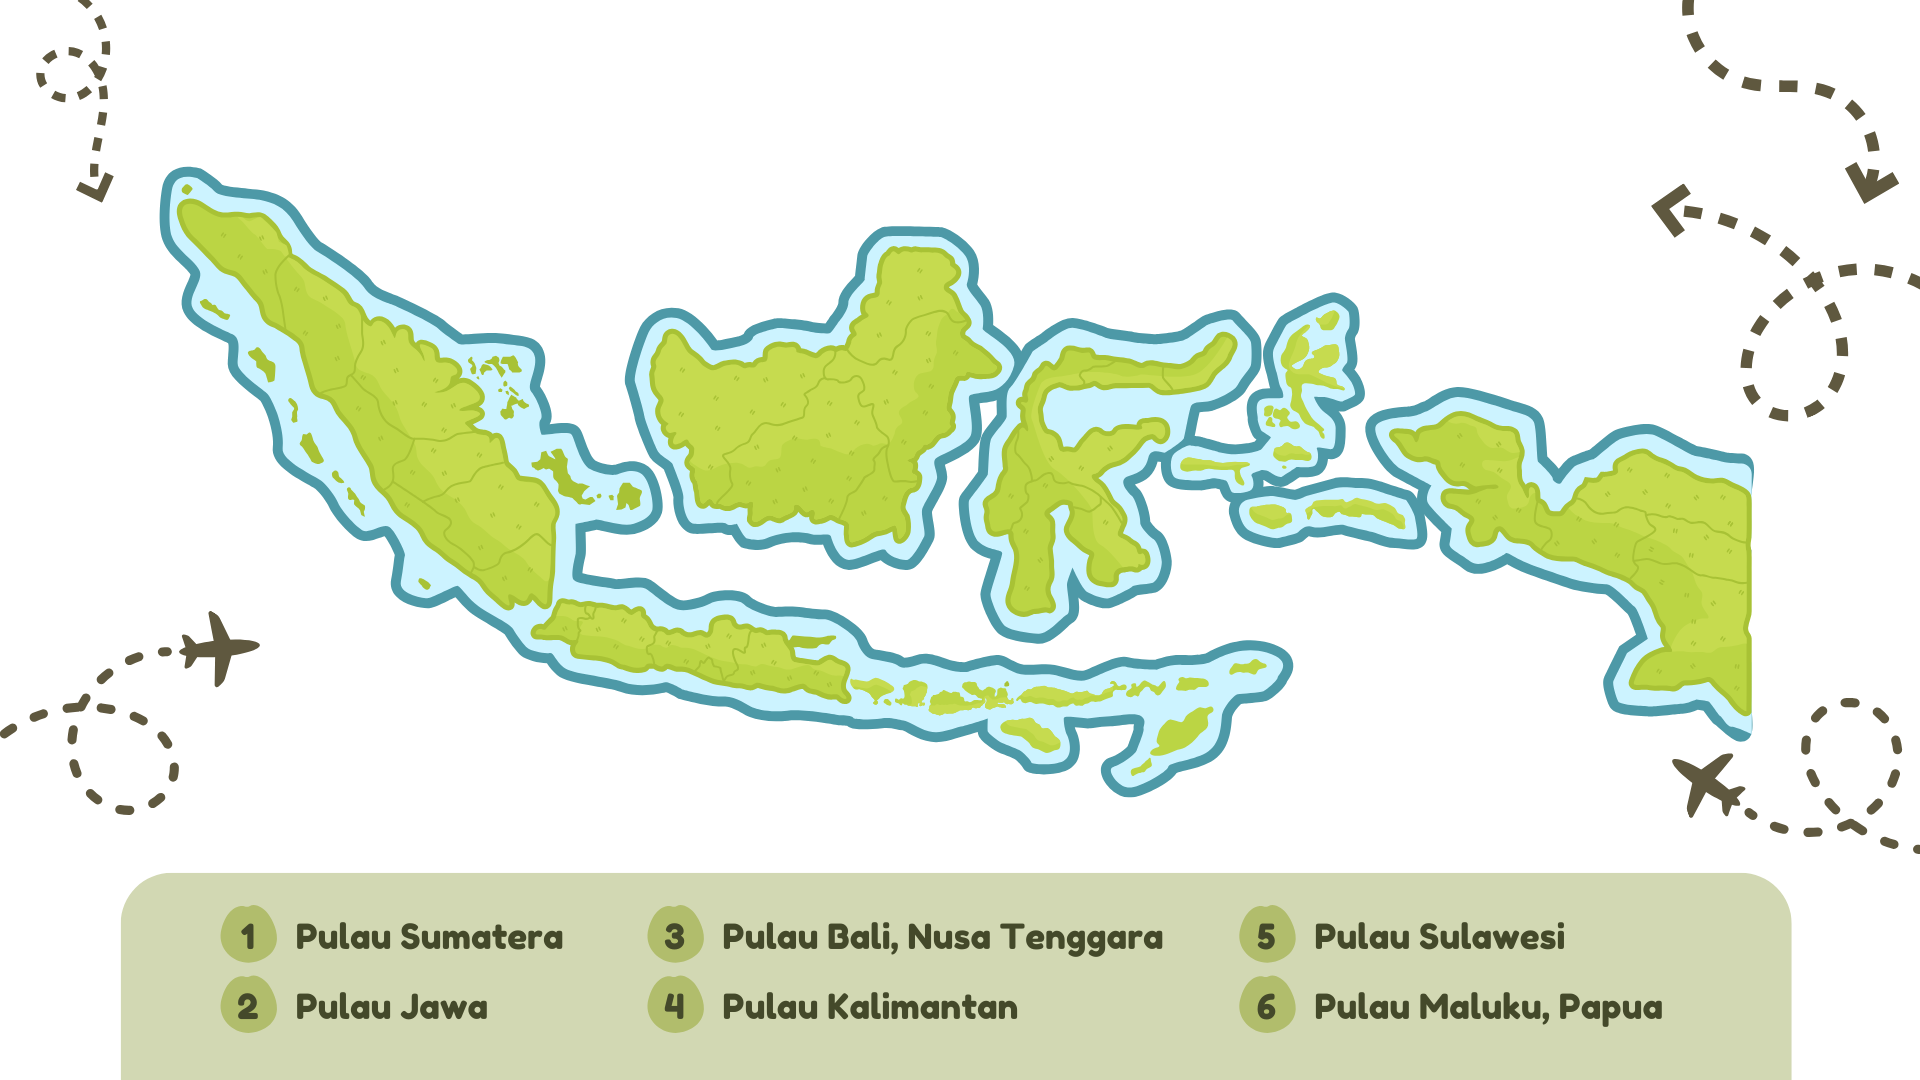 1 Pulau Sumatera
2 Pulau Jawa
3 Pulau Bali, Nusa Tenggara
4 Pulau Kalimantan
5 Pulau Sulawesi
6 Pulau Maluku, Papua